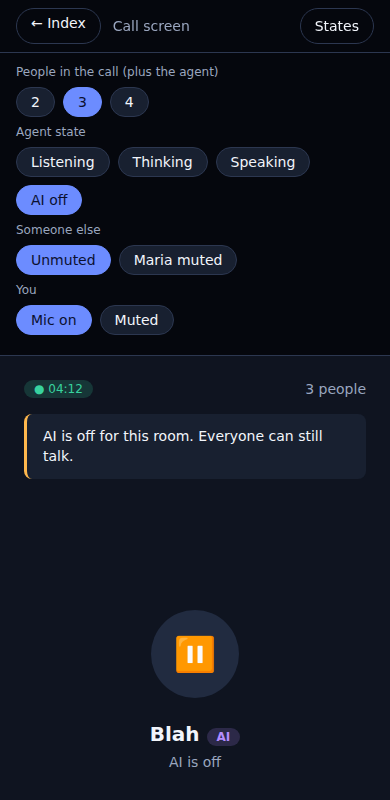 ← Index
Call screen
States
People in the call (plus the agent)
2
3
4
Agent state
Listening
Thinking
Speaking
AI off
Someone else
Unmuted
Maria muted
You
Mic on
Muted
04:12
3 people
AI is off for this room. Everyone can still
talk.
Blah
AI
AI is off